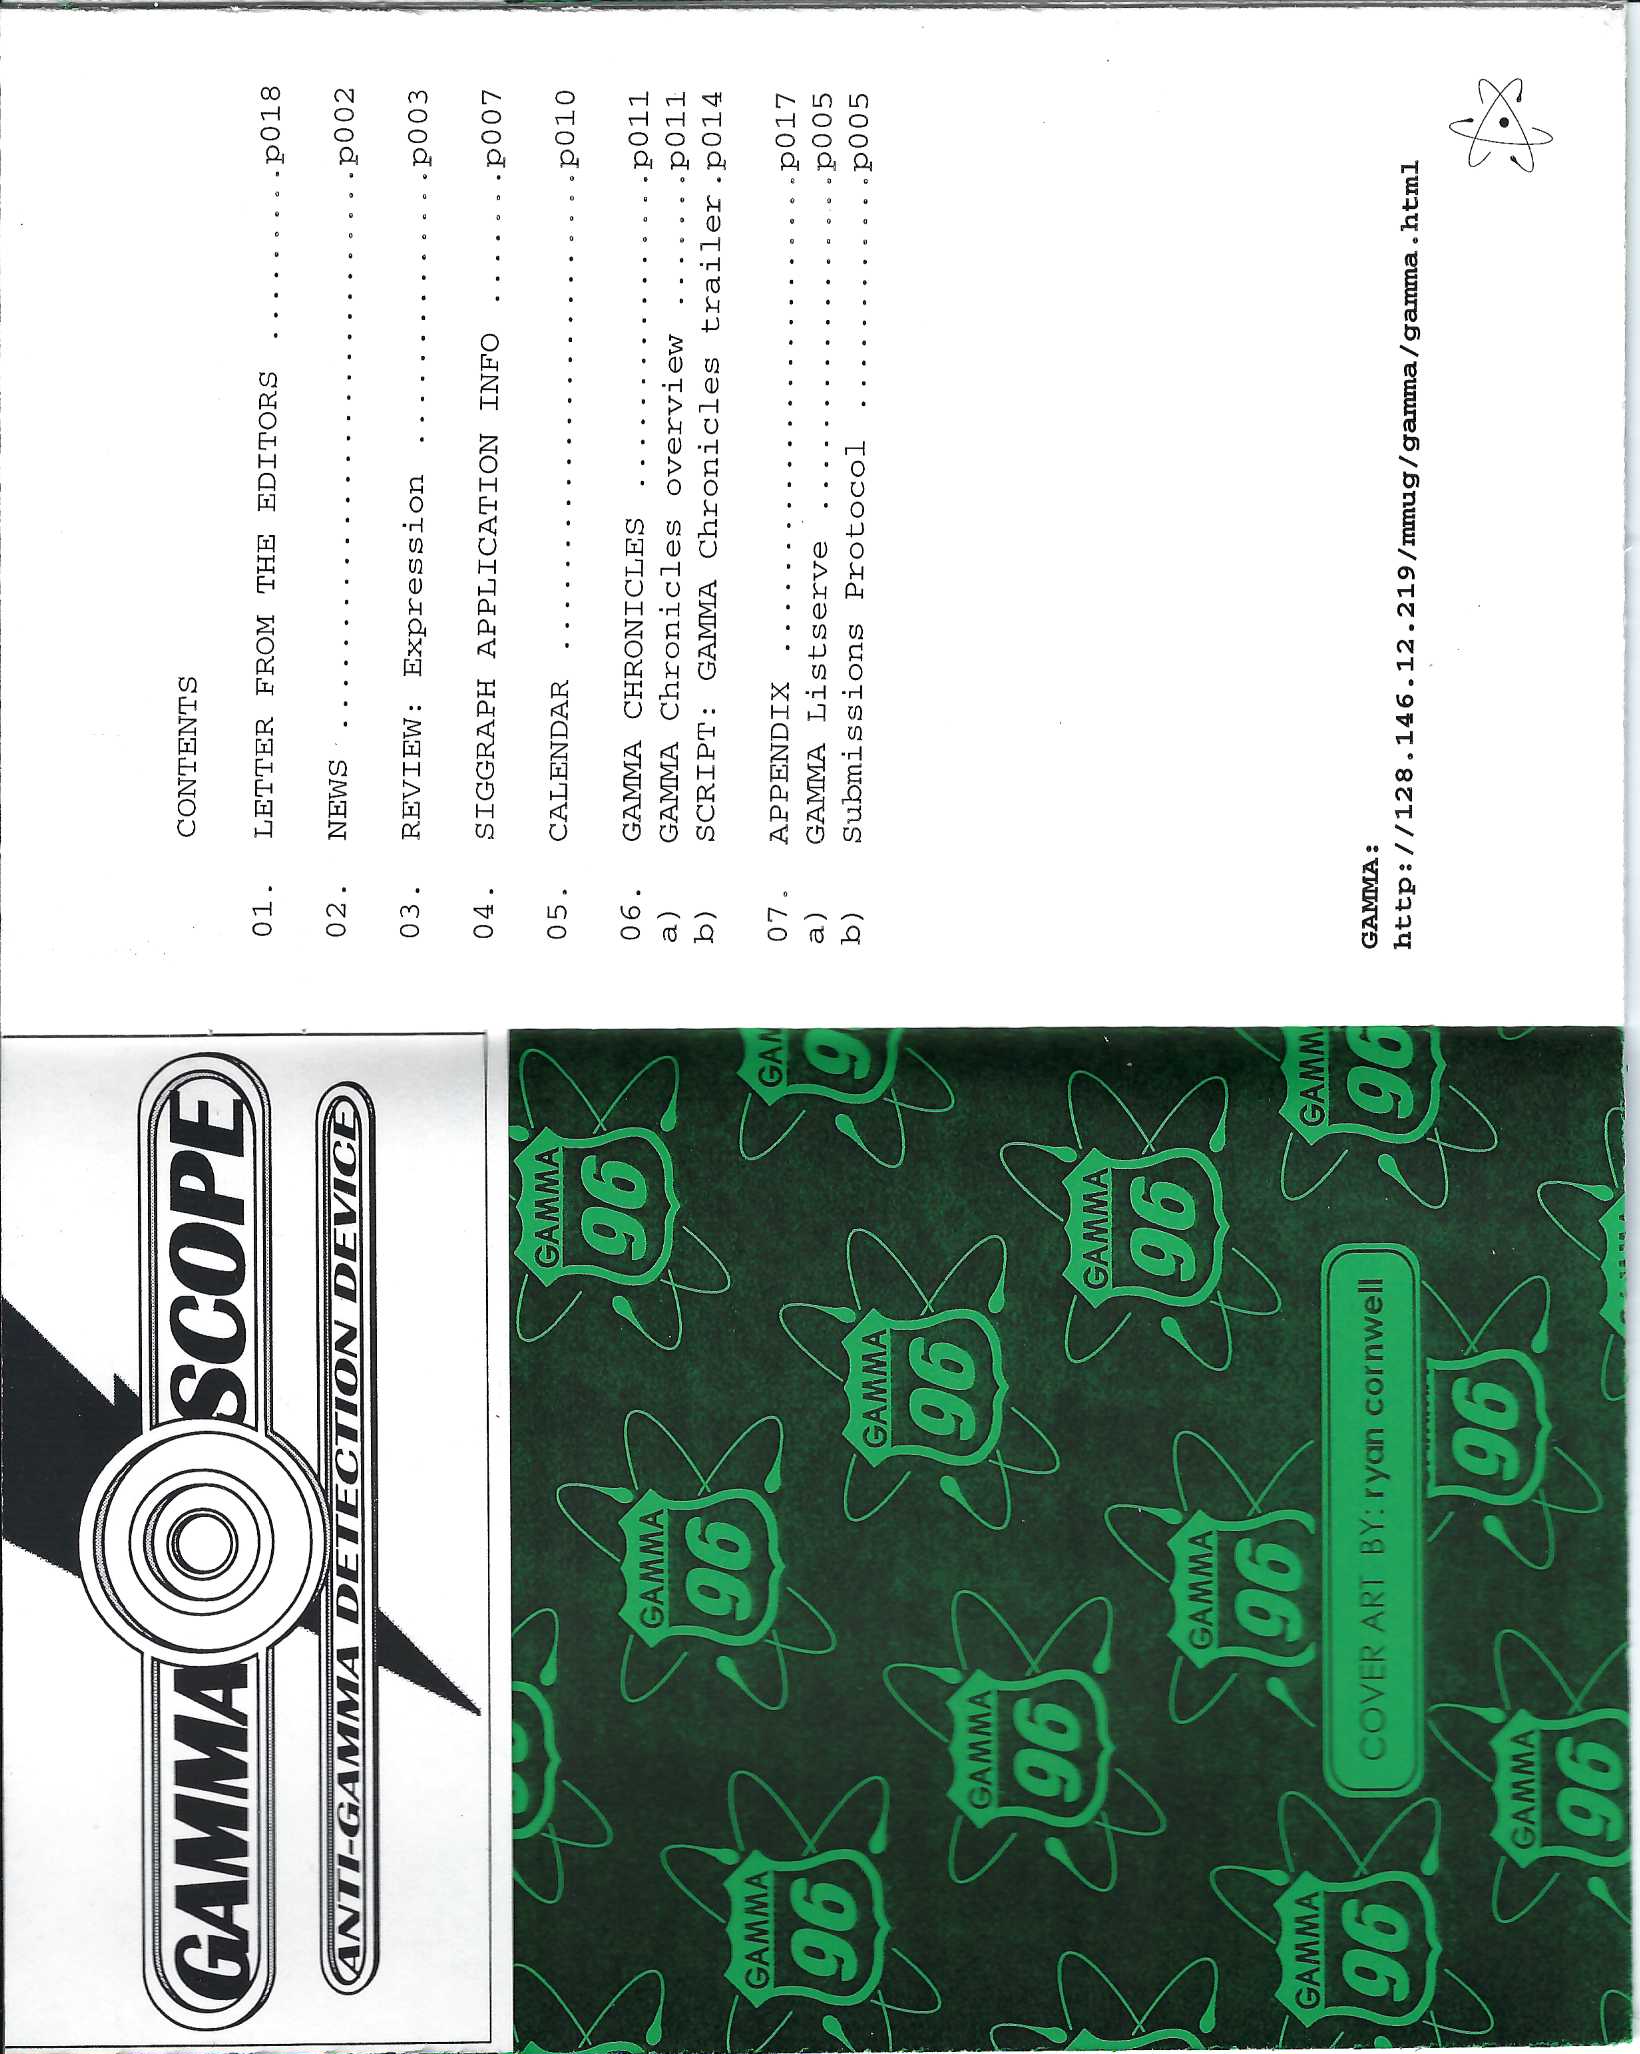 GAMMA SCOPE
ANTI-GAMMA DETECTION DEVICE
GAMMA
96
GAMMA
96
GAMMA
96
GAM
9
GAMMA
96
GAMMA
96
GAMMA
96
GAMMA
96
GAMMA
96
GAMM
96
COVER ART BY: ryan cornwell
96
GAMMA
96
CONTENTS
01. LETTER FROM THE EDITORS .........p018
02. NEWS ............................p002
03. REVIEW: Expression ..............p003
04. SIGGRAPH APPLICATION INFO .......p007
05. CALENDAR ........................p010
06. GAMMA CHRONICLES ................p011
a) GAMMA Chronicles overview .......p011
b) SCRIPT: GAMMA Chronicles trailer.p014
07. APPENDIX ........................p017
a) GAMMA Listserve .................p005
b) Submissions Protocol ............p005
GAMMA:
http://128.146.12.219/mmug/gamma/gamma.html